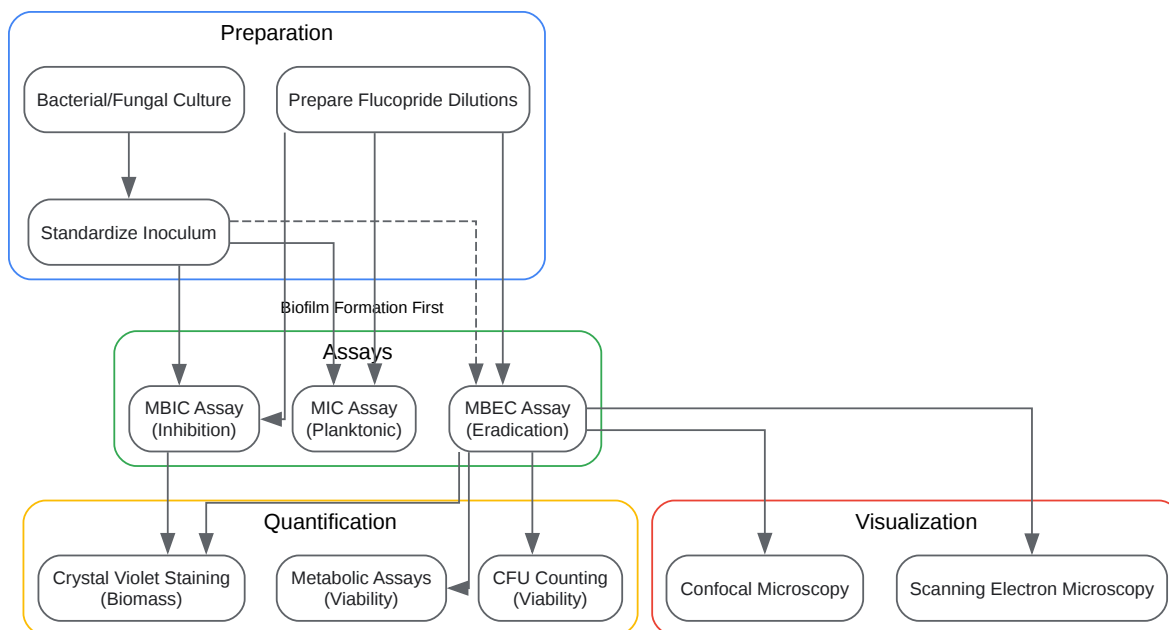 Preparation
Bacterial/Fungal Culture
Prepare Flucopride Dilutions
Standardize Inoculum
Biofilm Formation First
Assays
MBIC Assay
(Inhibition)
MIC Assay
(Planktonic)
MBEC Assay
(Eradication)
Quantification
Crystal Violet Staining
(Biomass)
Metabolic Assays
(Viability)
CFU Counting
(Viability)
Visualization
Confocal Microscopy
Scanning Electron Microscopy